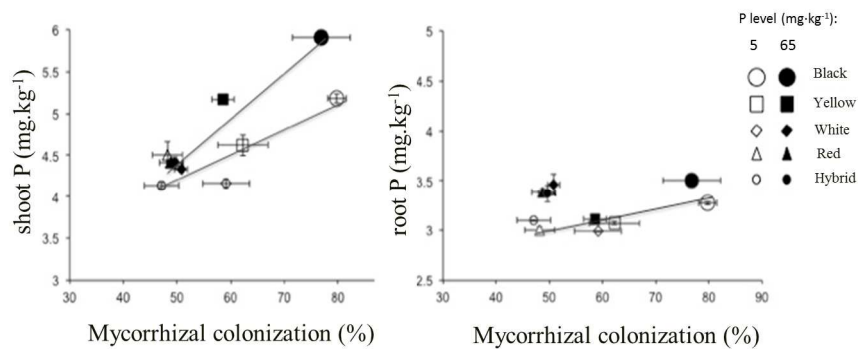 P level (mg·kg⁻¹):
5 65
Black
Yellow
White
Red
Hybrid
shoot P (mg.kg⁻¹)
6
5.5
5
4.5
4
3.5
3
30 40 50 60 70 80
Mycorrhizal colonization (%)
root P (mg.kg⁻¹)
5
4.5
4
3.5
3
2.5
30 40 50 60 70 80 90
Mycorrhizal colonization (%)